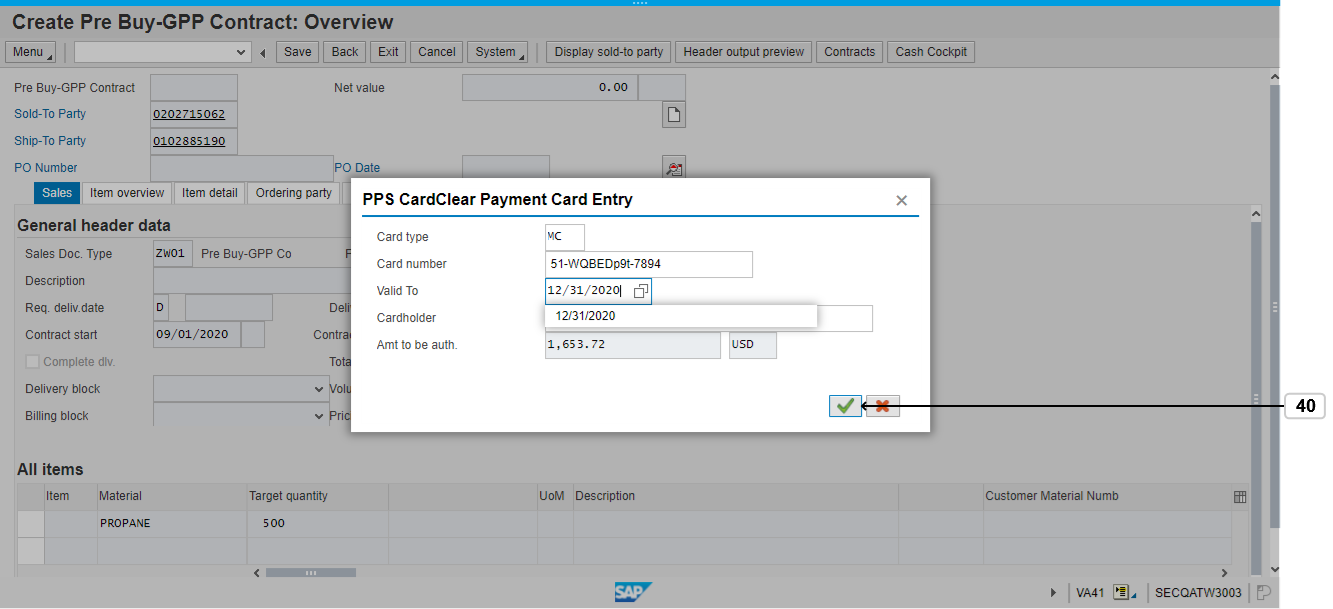 Create Pre Buy-GPP Contract: Overview
Menu Save Back Exit Cancel System Display sold-to party Header output preview Contracts Cash Cockpit
Pre Buy-GPP Contract Net value 0.00
Sold-To Party 0202715062
Ship-To Party 0102885190
PO Number PO Date
Sales Item overview Item detail Ordering party
PPS CardClear Payment Card Entry
Card type MC
Card number 51-WQBEDp9t-7894
Valid To 12/31/2020
12/31/2020
Cardholder
Amt to be auth. 1,653.72 USD
40
General header data
Sales Doc. Type ZW01 Pre Buy-GPP Co
Description
Req. deliv.date D Deli
Contract start 09/01/2020 Contrac
Complete dlv. Tota
Delivery block Volu
Billing block Pric
All items
Item Material Target quantity UoM Description Customer Material Numb
PROPANE 500
SAP VA41 SECQATW3003